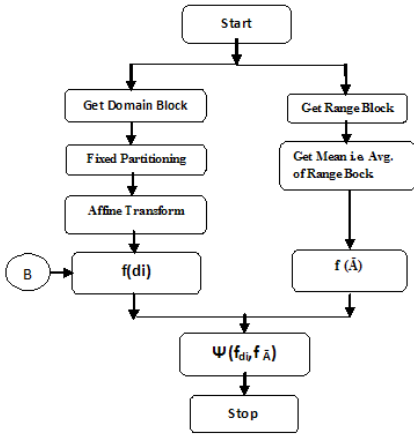 Start
Get Domain Block
Get Range Block
Fixed Partitioning
Get Mean i.e. Avg.
of Range Bock
Affine Transform
B
f(di)
f (Ā)
Ψ(fdi,f Ā)
Stop